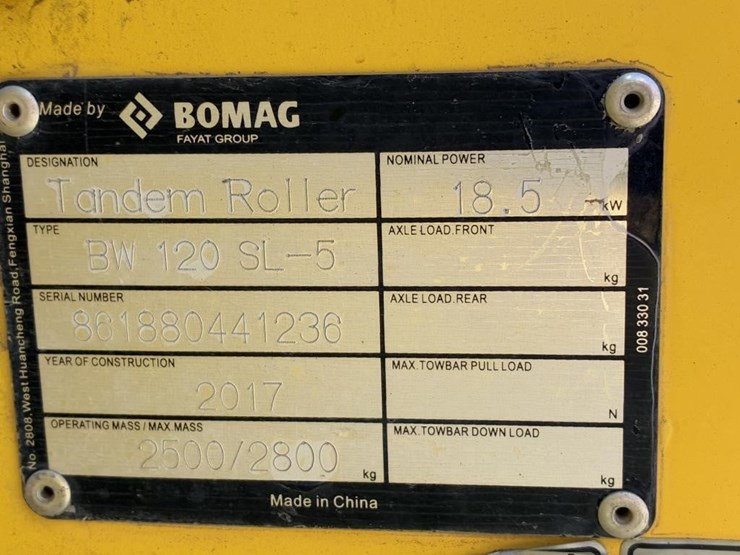 Made by BOMAG
FAYAT GROUP
DESIGNATION
Tandem Roller
NOMINAL POWER
18.5 kW
TYPE
BW 120 SL-5
AXLE LOAD.FRONT
kg
SERIAL NUMBER
861880441236
AXLE LOAD.REAR
kg
YEAR OF CONSTRUCTION
2017
MAX.TOWBAR PULL LOAD
N
OPERATING MASS/MAX.MASS
2500/2800 kg
MAX.TOWBAR DOWN LOAD
kg
Made in China
No. 2808,West Huancheng Road,Fengxian Shanghai
008 330 31